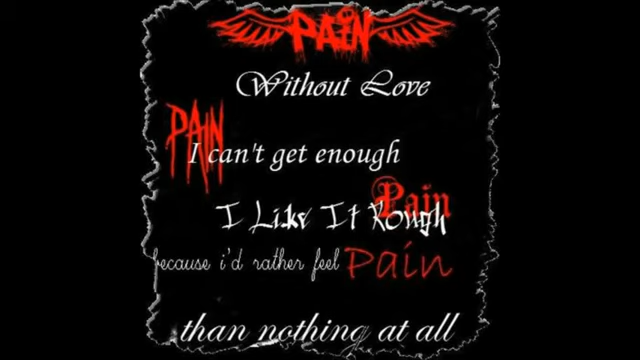 PAIN
Without Love
PAIN
I can't get enough
Pain
I Like It Rough
because i'd rather feel Pain
than nothing at all